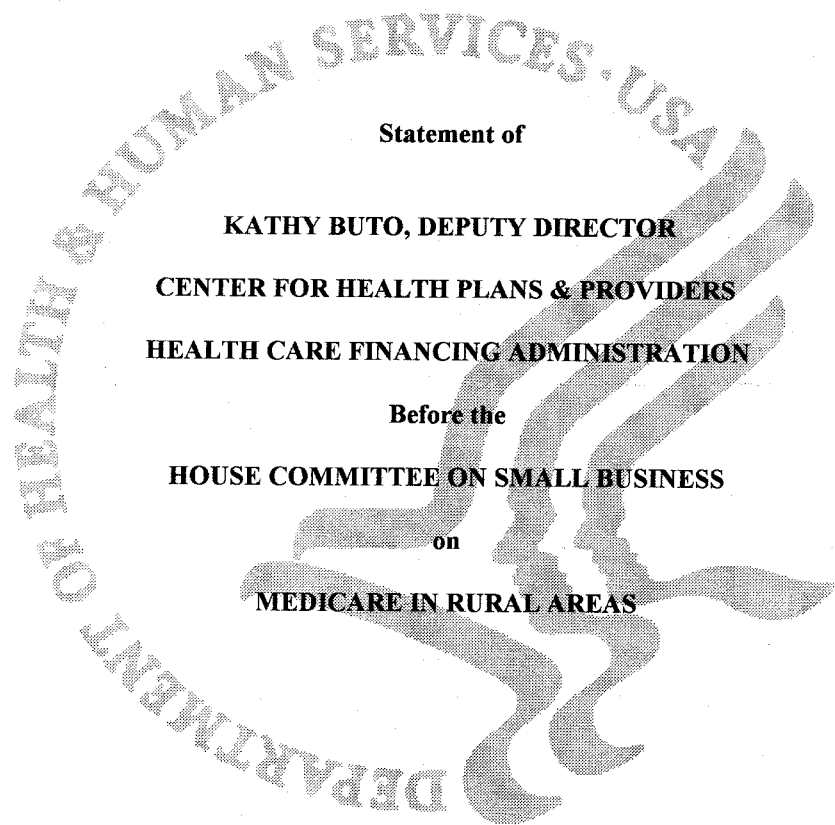 DEPARTMENT OF HEALTH & HUMAN SERVICES · USA
Statement of
KATHY BUTO, DEPUTY DIRECTOR
CENTER FOR HEALTH PLANS & PROVIDERS
HEALTH CARE FINANCING ADMINISTRATION
Before the
HOUSE COMMITTEE ON SMALL BUSINESS
on
MEDICARE IN RURAL AREAS